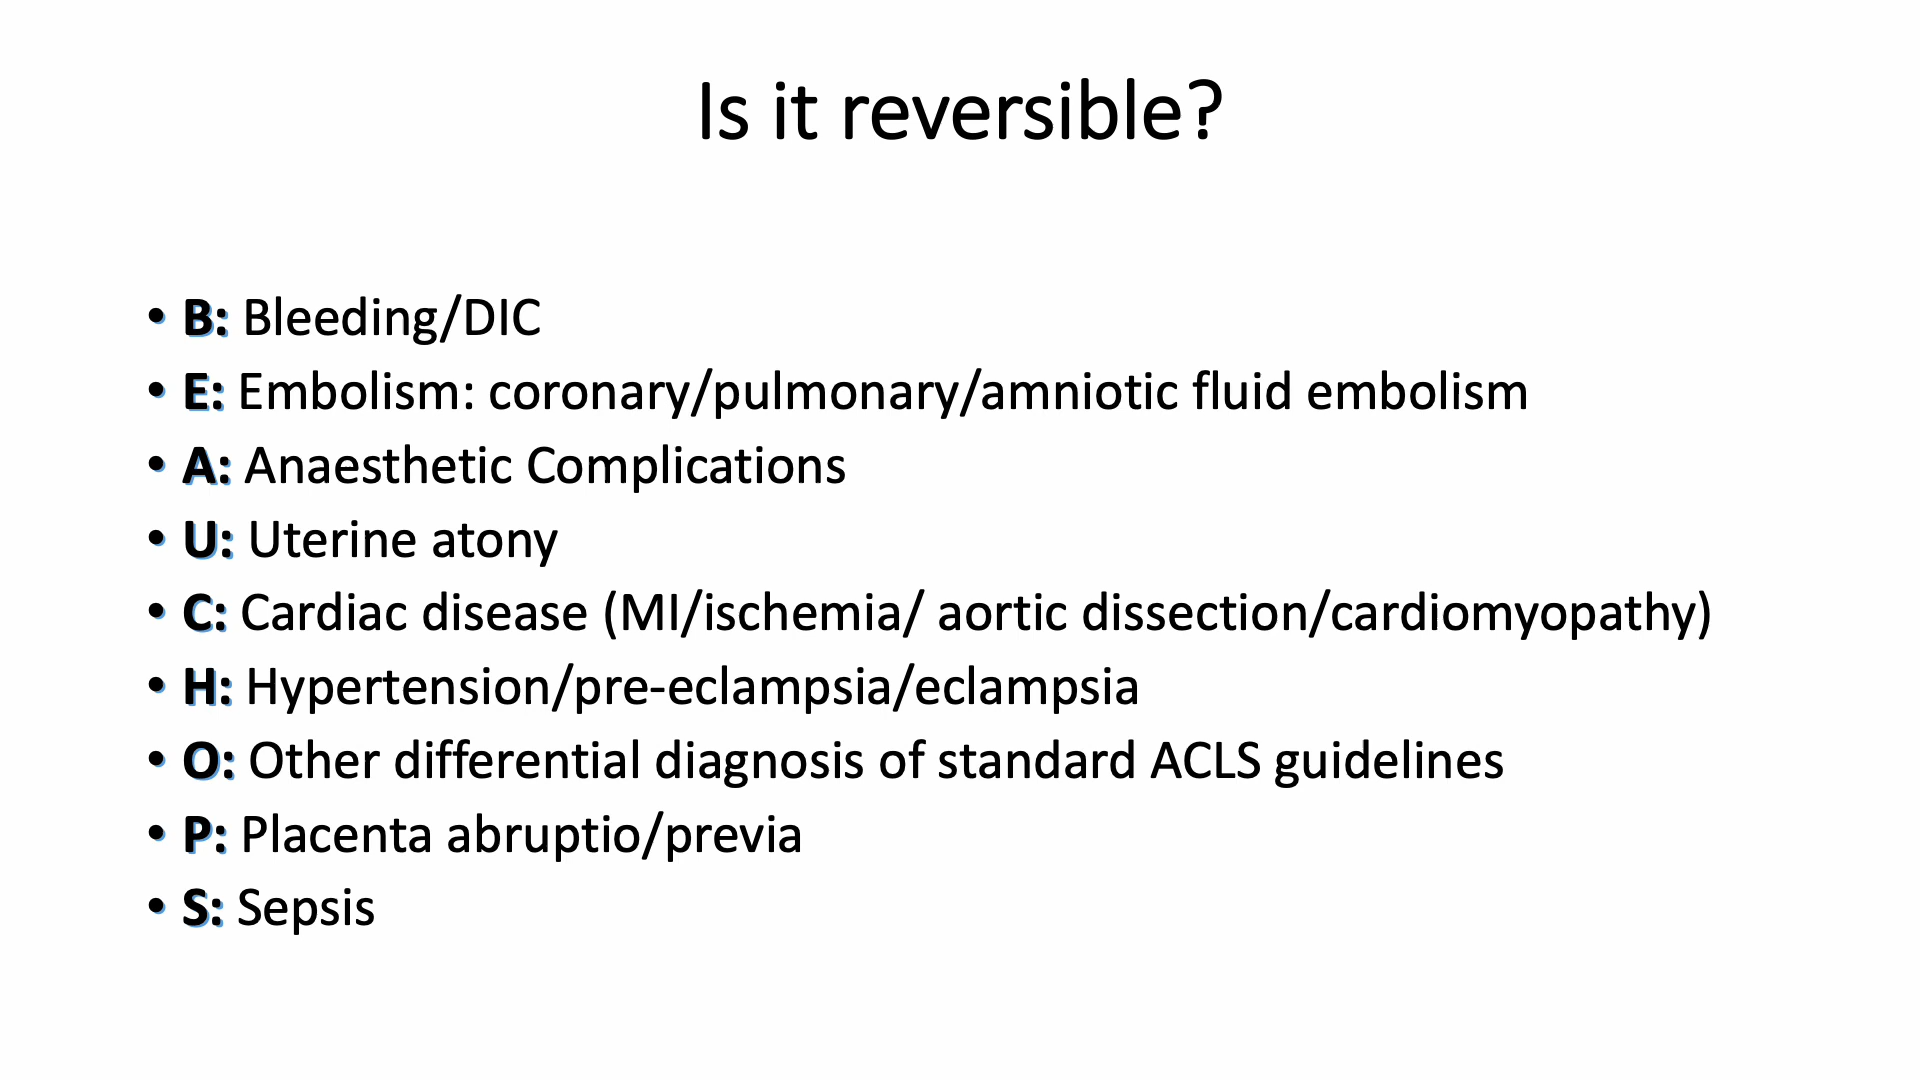 Is it reversible?
• B: Bleeding/DIC
• E: Embolism: coronary/pulmonary/amniotic fluid embolism
• A: Anaesthetic Complications
• U: Uterine atony
• C: Cardiac disease (MI/ischemia/ aortic dissection/cardiomyopathy)
• H: Hypertension/pre-eclampsia/eclampsia
• O: Other differential diagnosis of standard ACLS guidelines
• P: Placenta abruptio/previa
• S: Sepsis